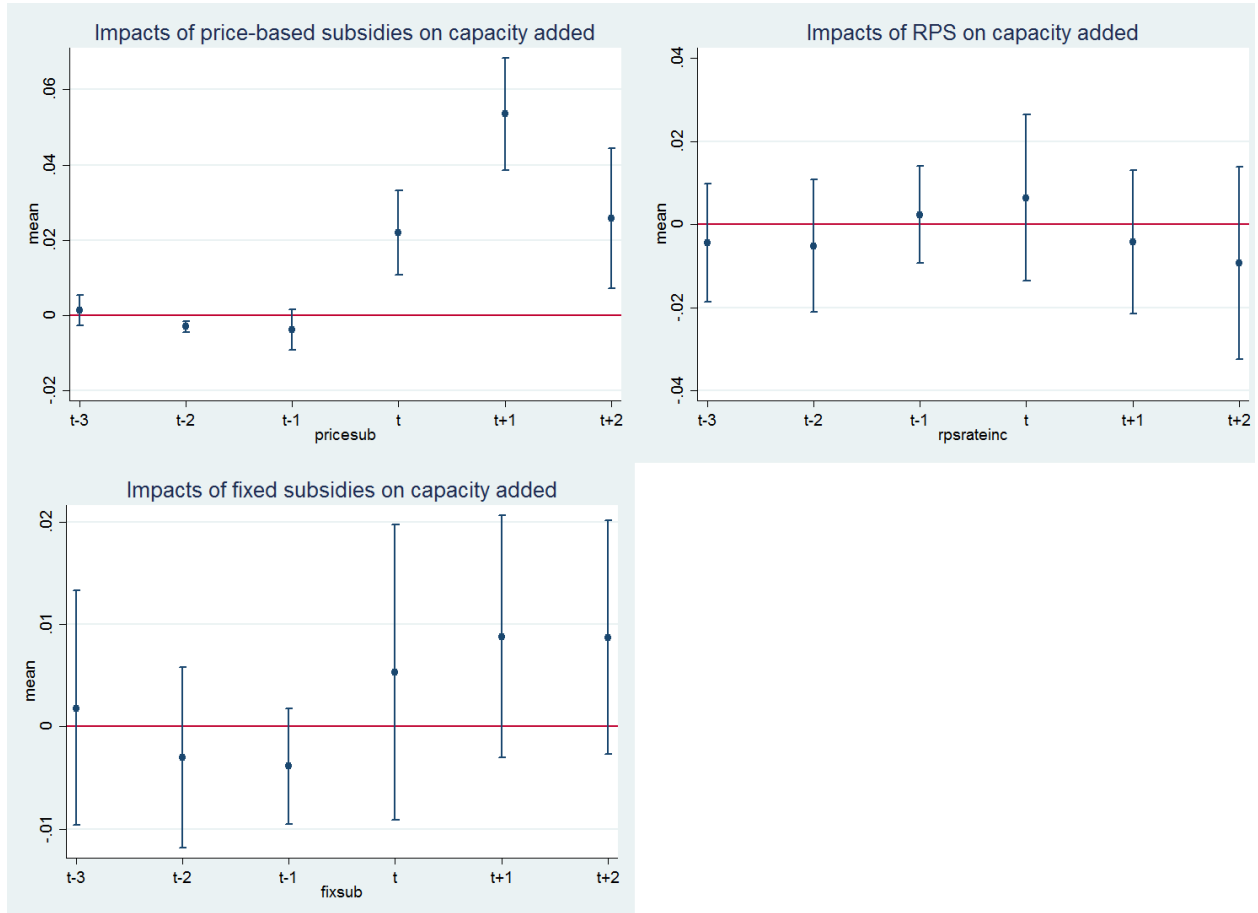 Impacts of price-based subsidies on capacity added
.06
.04
.02
0
-.02
mean
t-3 t-2 t-1 t t+1 t+2
pricesub
Impacts of RPS on capacity added
.04
.02
0
-.02
-.04
mean
t-3 t-2 t-1 t t+1 t+2
rpsrateinc
Impacts of fixed subsidies on capacity added
.02
.01
0
-.01
mean
t-3 t-2 t-1 t t+1 t+2
fixsub